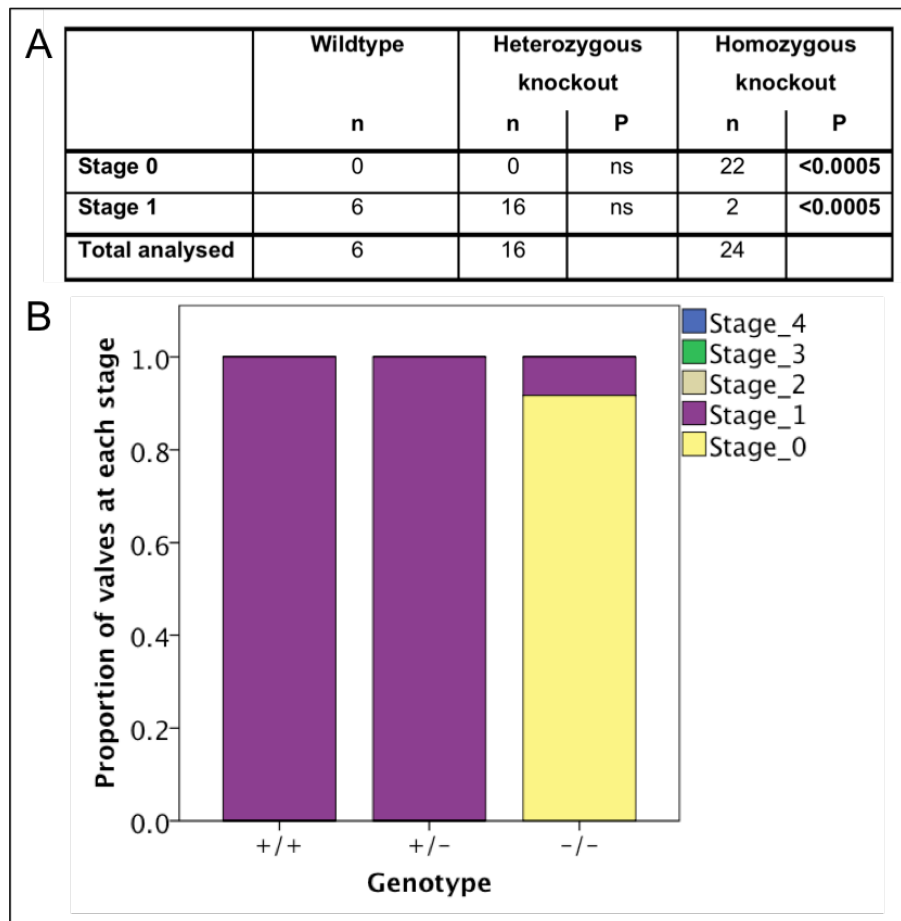 A
Wildtype Heterozygous Homozygous
knockout knockout
n n P n P
Stage 0 0 0 ns 22 <0.0005
Stage 1 6 16 ns 2 <0.0005
Total analysed 6 16 24
B
Stage_4
Stage_3
Stage_2
Stage_1
Stage_0
Proportion of valves at each stage
1.0
0.8
0.6
0.4
0.2
0.0
+/+ +/- -/-
Genotype